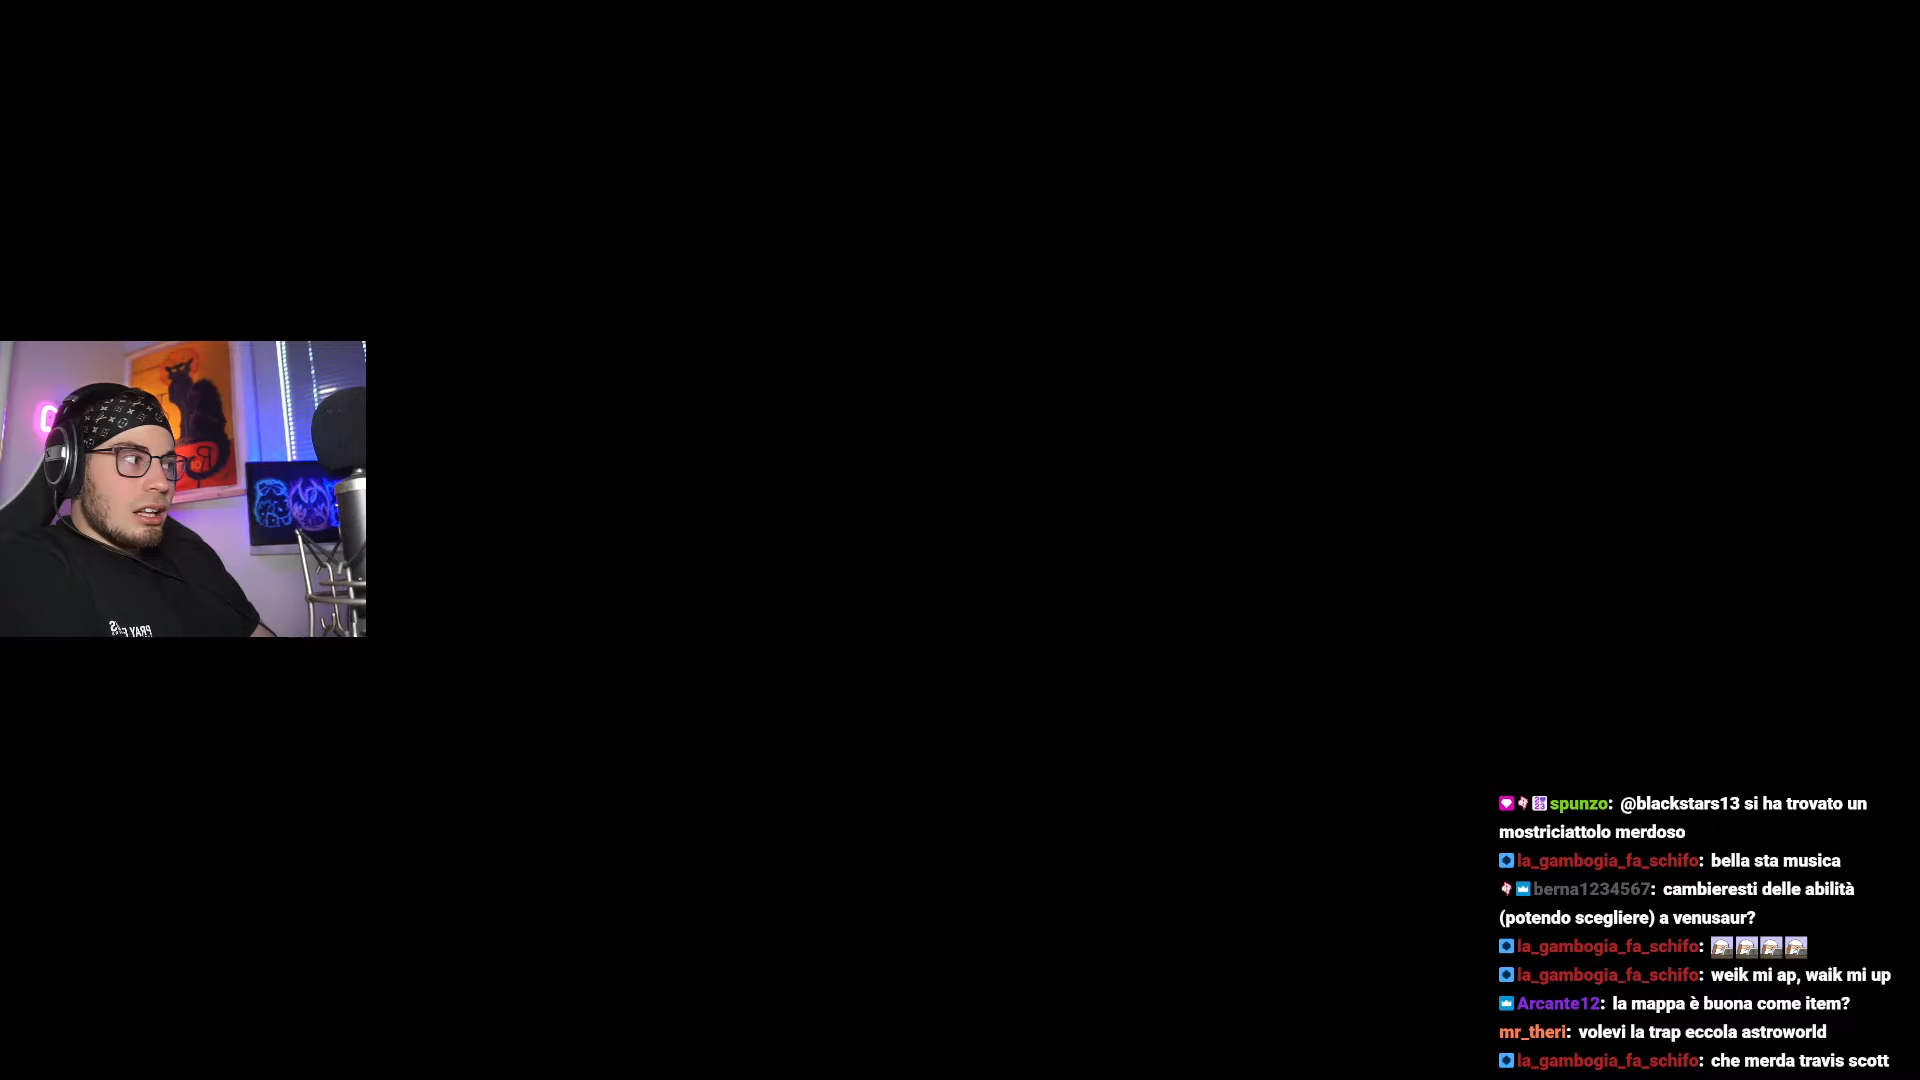 spunzo: @blackstars13 si ha trovato un
mostriciattolo merdoso
la_gambogia_fa_schifo: bella sta musica
berna1234567: cambieresti delle abilità
(potendo scegliere) a venusaur?
la_gambogia_fa_schifo:
la_gambogia_fa_schifo: weik mi ap, waik mi up
Arcante12: la mappa è buona come item?
mr_theri: volevi la trap eccola astroworld
la_gambogia_fa_schifo: che merda travis scott